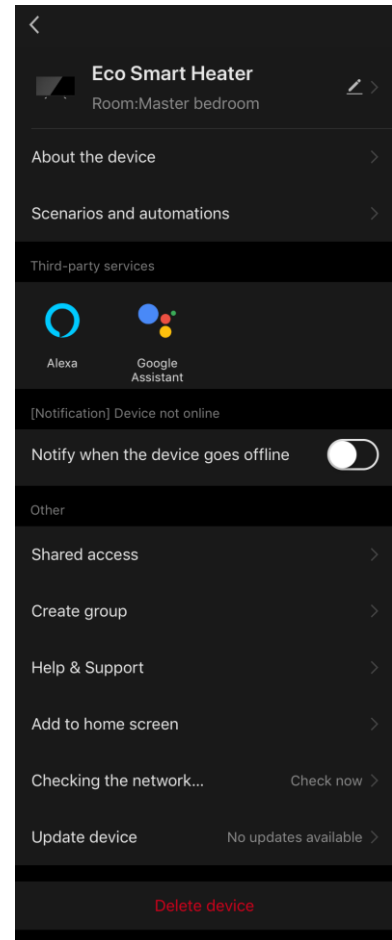 Eco Smart Heater
Room:Master bedroom
About the device
Scenarios and automations
Third-party services
Alexa
Google
Assistant
[Notification] Device not online
Notify when the device goes offline
Other
Shared access
Create group
Help & Support
Add to home screen
Checking the network... Check now
Update device No updates available
Delete device